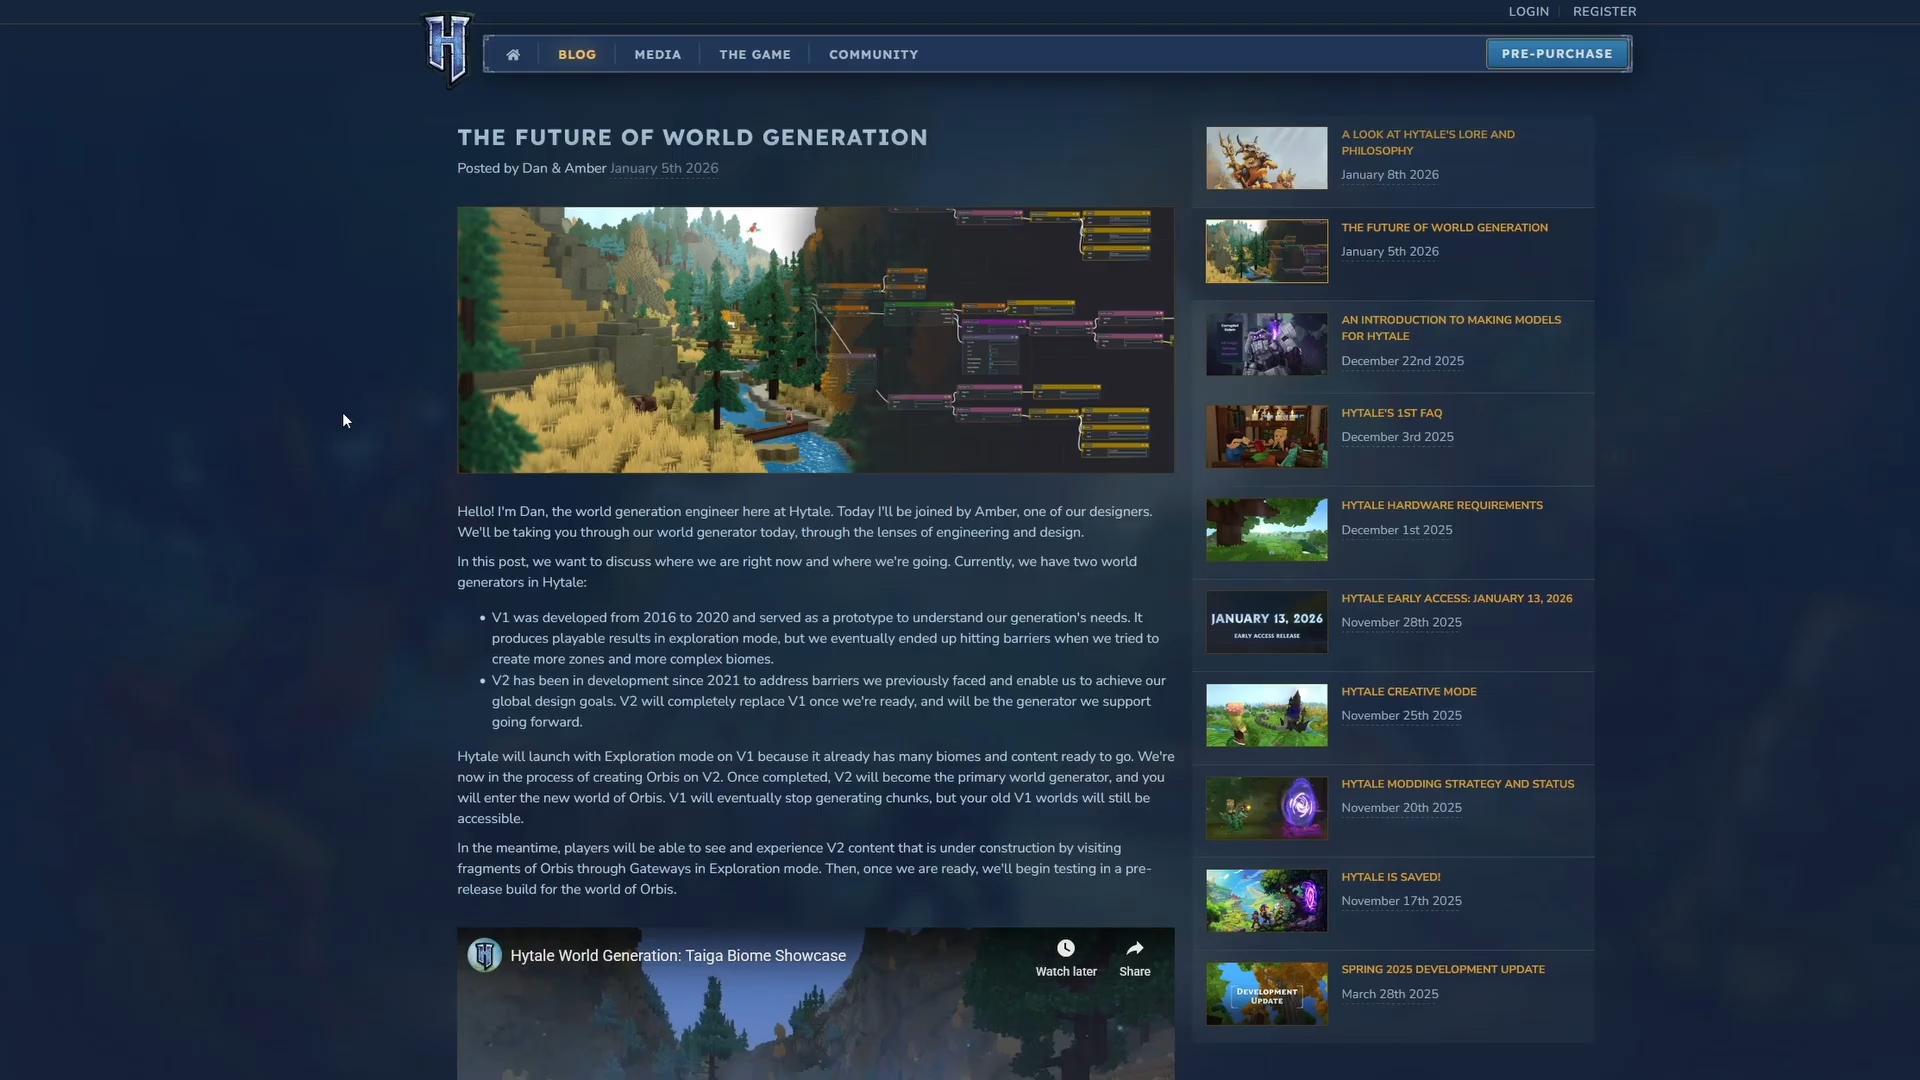 LOGIN
REGISTER
BLOG
MEDIA
THE GAME
COMMUNITY
PRE-PURCHASE
THE FUTURE OF WORLD GENERATION
Posted by Dan & Amber January 5th 2026
Hello! I'm Dan, the world generation engineer here at Hytale. Today I'll be joined by Amber, one of our designers.
We'll be taking you through our world generator today, through the lenses of engineering and design.
In this post, we want to discuss where we are right now and where we're going. Currently, we have two world
generators in Hytale:
• V1 was developed from 2016 to 2020 and served as a prototype to understand our generation's needs. It
produces playable results in exploration mode, but we eventually ended up hitting barriers when we tried to
create more zones and more complex biomes.
• V2 has been in development since 2021 to address barriers we previously faced and enable us to achieve our
global design goals. V2 will completely replace V1 once we're ready, and will be the generator we support
going forward.
Hytale will launch with Exploration mode on V1 because it already has many biomes and content ready to go. We're
now in the process of creating Orbis on V2. Once completed, V2 will become the primary world generator, and you
will enter the new world of Orbis. V1 will eventually stop generating chunks, but your old V1 worlds will still be
accessible.
In the meantime, players will be able to see and experience V2 content that is under construction by visiting
fragments of Orbis through Gateways in Exploration mode. Then, once we are ready, we'll begin testing in a pre-
release build for the world of Orbis.
Hytale World Generation: Taiga Biome Showcase
Watch later
Share
A LOOK AT HYTALE'S LORE AND
PHILOSOPHY
January 8th 2026
THE FUTURE OF WORLD GENERATION
January 5th 2026
AN INTRODUCTION TO MAKING MODELS
FOR HYTALE
December 22nd 2025
HYTALE'S 1ST FAQ
December 3rd 2025
HYTALE HARDWARE REQUIREMENTS
December 1st 2025
JANUARY 13, 2026
EARLY ACCESS RELEASE
HYTALE EARLY ACCESS: JANUARY 13, 2026
November 28th 2025
HYTALE CREATIVE MODE
November 25th 2025
HYTALE MODDING STRATEGY AND STATUS
November 20th 2025
HYTALE IS SAVED!
November 17th 2025
DEVELOPMENT
UPDATE
SPRING 2025 DEVELOPMENT UPDATE
March 28th 2025